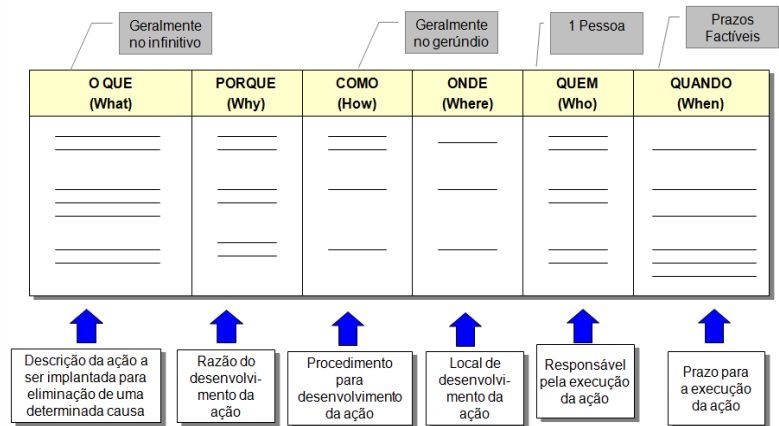 Geralmente
no infinitivo
Geralmente
no gerúndio
1 Pessoa
Prazos
Factíveis
O QUE
(What)
PORQUE
(Why)
COMO
(How)
ONDE
(Where)
QUEM
(Who)
QUANDO
(When)
Descrição da ação a
ser implantada para
eliminação de uma
determinada causa
Razão do
desenvolvi-
mento da
ação
Procedimento
para
desenvolvimento
da ação
Local de
desenvolvi-
mento da
ação
Responsável
pela execução
da ação
Prazo para
a execução
da ação